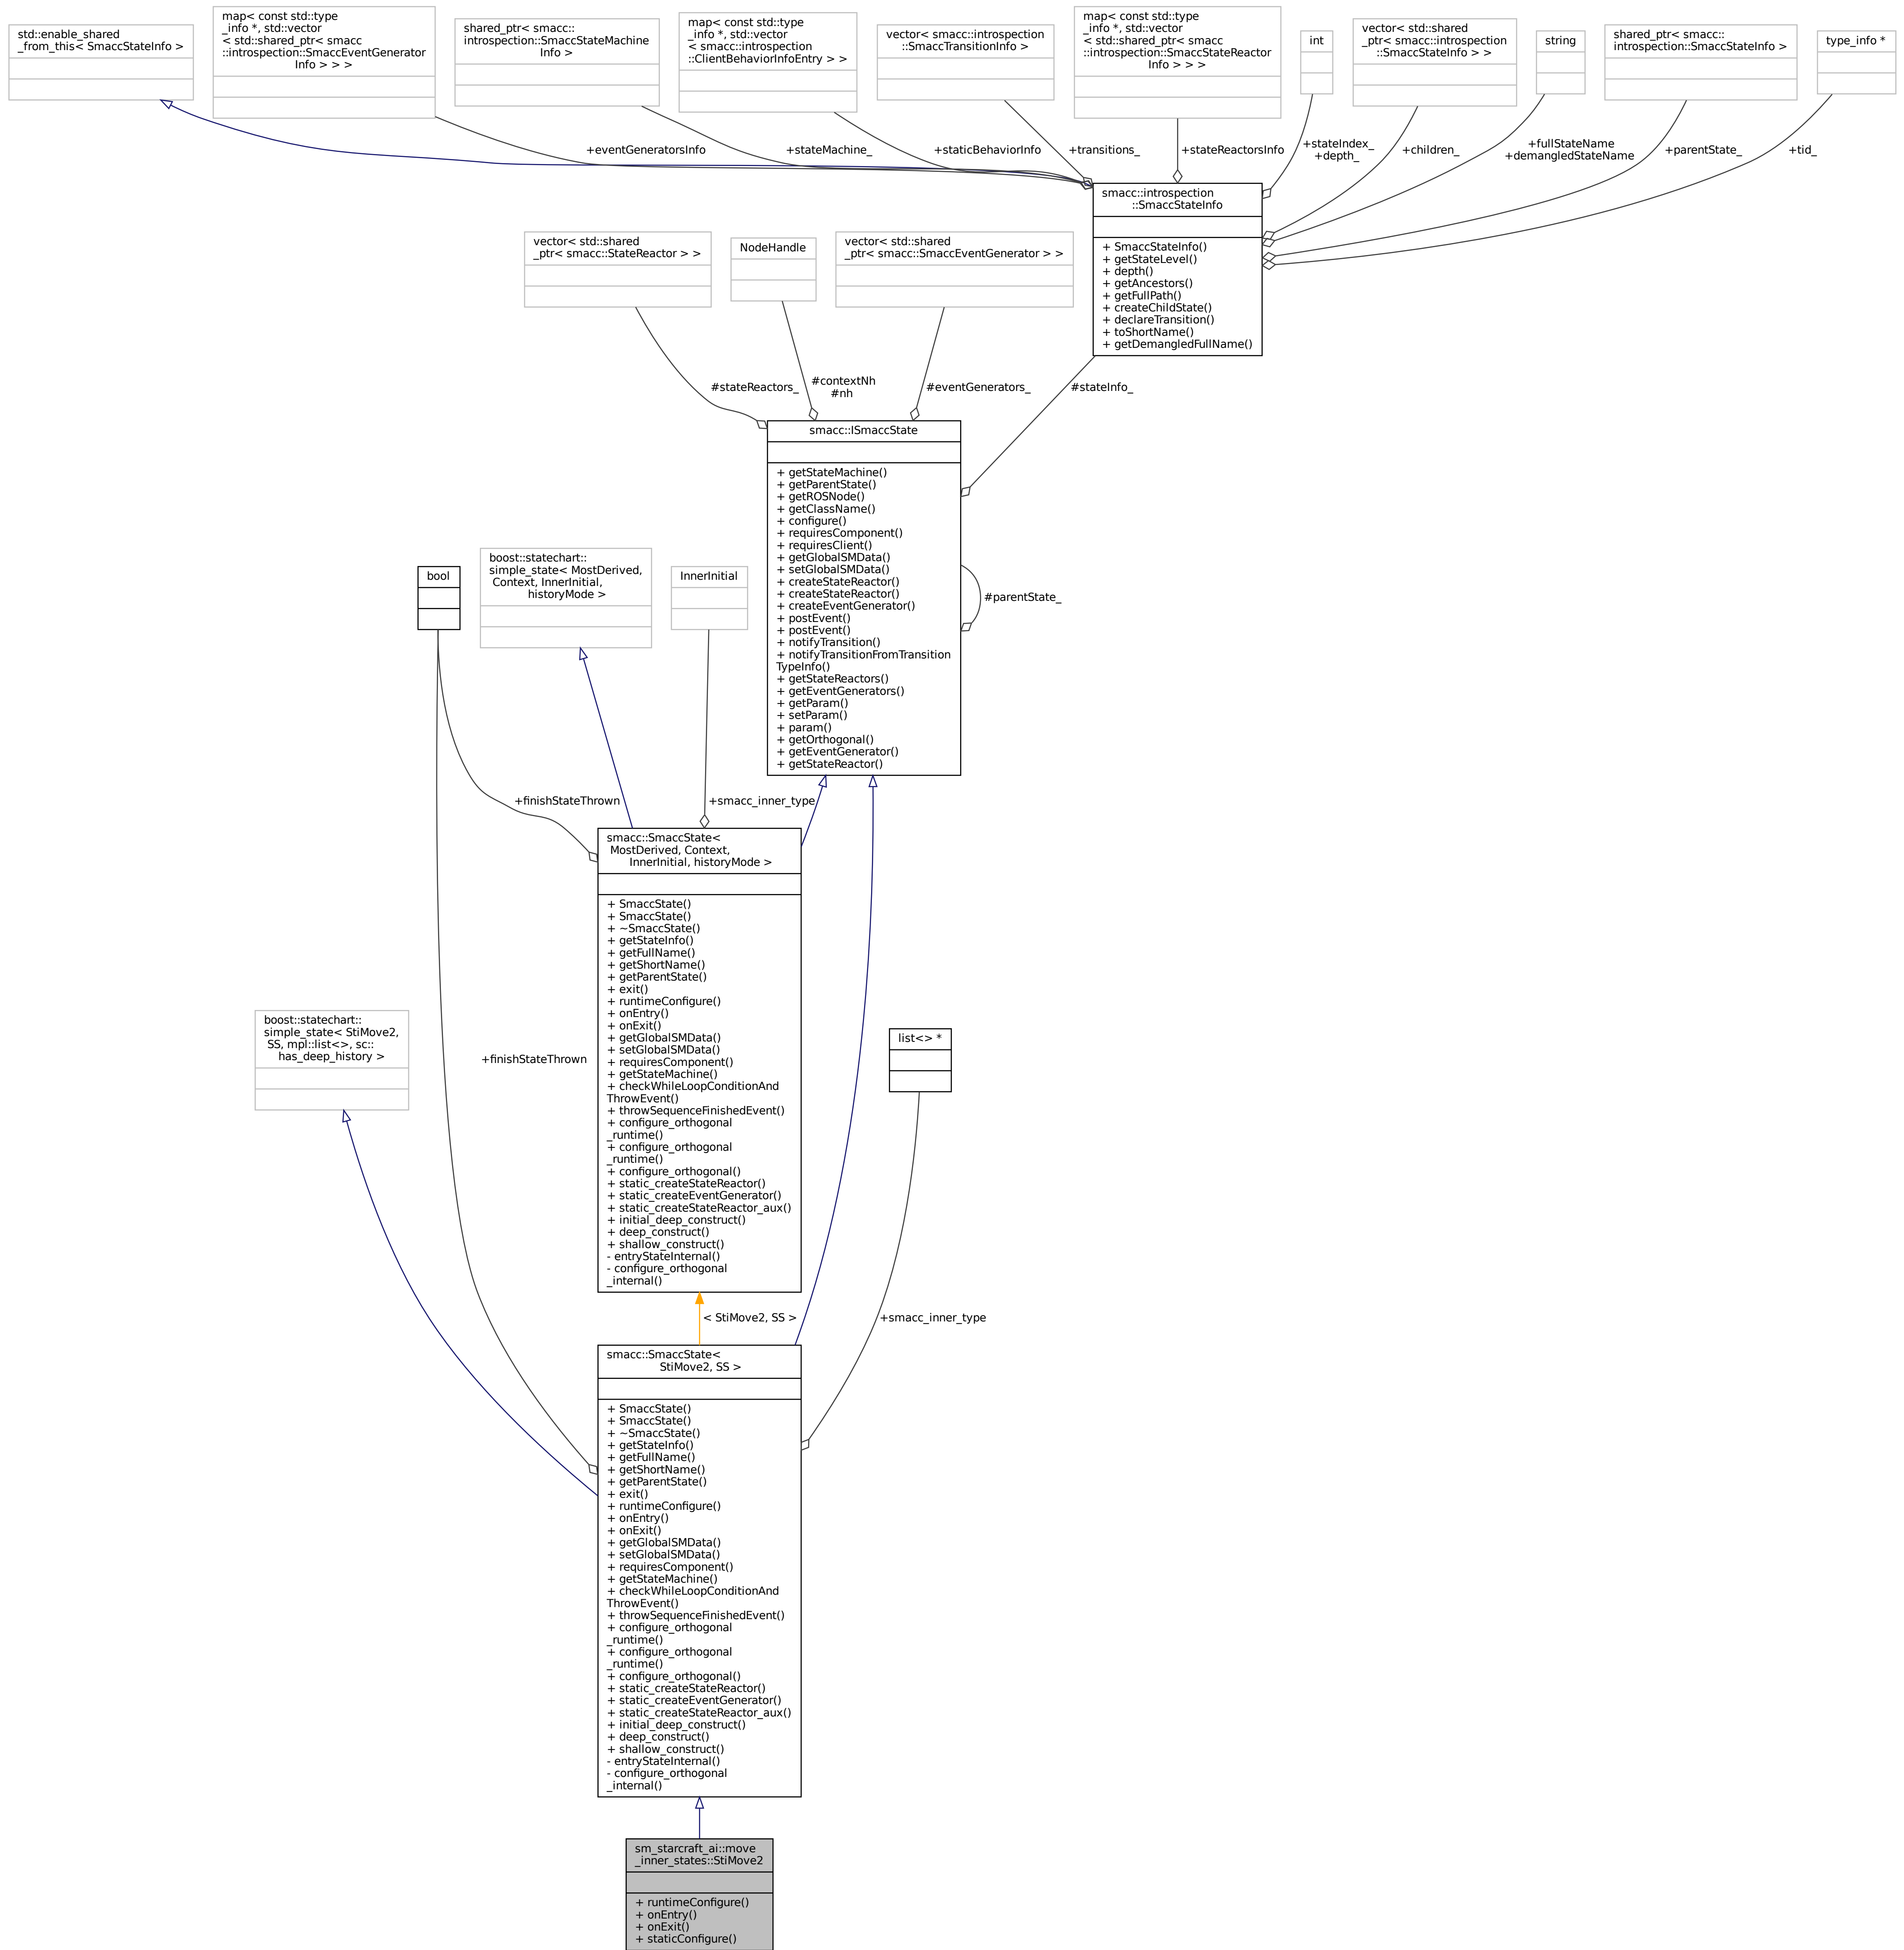 std::enable_shared
_from_this< SmaccStateInfo >
map< const std::type
_info *, std::vector
< std::shared_ptr< smacc
::introspection::SmaccEventGenerator
Info > > >
shared_ptr< smacc::
introspection::SmaccStateMachine
Info >
map< const std::type
_info *, std::vector
< smacc::introspection
::ClientBehaviorInfoEntry > >
vector< smacc::introspection
::SmaccTransitionInfo >
map< const std::type
_info *, std::vector
< std::shared_ptr< smacc
::introspection::SmaccStateReactor
Info > > >
int
vector< std::shared
_ptr< smacc::introspection
::SmaccStateInfo > >
string
shared_ptr< smacc::
introspection::SmaccStateInfo >
type_info *
+eventGeneratorsInfo
+stateMachine_
+staticBehaviorInfo
+transitions_
+stateReactorsInfo
+stateIndex_
+depth_
+children_
+fullStateName
+demangledStateName
+parentState_
+tid_
smacc::introspection
::SmaccStateInfo
+ SmaccStateInfo()
+ getStateLevel()
+ depth()
+ getAncestors()
+ getFullPath()
+ createChildState()
+ declareTransition()
+ toShortName()
+ getDemangledFullName()
vector< std::shared
_ptr< smacc::StateReactor > >
NodeHandle
vector< std::shared
_ptr< smacc::SmaccEventGenerator > >
#stateReactors_
#contextNh
#nh
#eventGenerators_
#stateInfo_
smacc::ISmaccState
+ getStateMachine()
+ getParentState()
+ getROSNode()
+ getClassName()
+ configure()
+ requiresComponent()
+ requiresClient()
+ getGlobalSMData()
+ setGlobalSMData()
+ createStateReactor()
+ createStateReactor()
+ createEventGenerator()
+ postEvent()
+ postEvent()
+ notifyTransition()
+ notifyTransitionFromTransition
TypeInfo()
+ getStateReactors()
+ getEventGenerators()
+ getParam()
+ setParam()
+ param()
+ getOrthogonal()
+ getEventGenerator()
+ getStateReactor()
#parentState_
bool
boost::statechart::
simple_state< MostDerived,
Context, InnerInitial,
historyMode >
InnerInitial
+finishStateThrown
+smacc_inner_type
smacc::SmaccState<
MostDerived, Context,
InnerInitial, historyMode >
+ SmaccState()
+ SmaccState()
+ ~SmaccState()
+ getStateInfo()
+ getFullName()
+ getShortName()
+ getParentState()
+ exit()
+ runtimeConfigure()
+ onEntry()
+ onExit()
+ getGlobalSMData()
+ setGlobalSMData()
+ requiresComponent()
+ getStateMachine()
+ checkWhileLoopConditionAnd
ThrowEvent()
+ throwSequenceFinishedEvent()
+ configure_orthogonal
_runtime()
+ configure_orthogonal
_runtime()
+ configure_orthogonal()
+ static_createStateReactor()
+ static_createEventGenerator()
+ static_createStateReactor_aux()
+ initial_deep_construct()
+ deep_construct()
+ shallow_construct()
- entryStateInternal()
- configure_orthogonal
_internal()
boost::statechart::
simple_state< StiMove2,
SS, mpl::list<>, sc::
has_deep_history >
+finishStateThrown
list<> *
< StiMove2, SS >
+smacc_inner_type
smacc::SmaccState<
StiMove2, SS >
+ SmaccState()
+ SmaccState()
+ ~SmaccState()
+ getStateInfo()
+ getFullName()
+ getShortName()
+ getParentState()
+ exit()
+ runtimeConfigure()
+ onEntry()
+ onExit()
+ getGlobalSMData()
+ setGlobalSMData()
+ requiresComponent()
+ getStateMachine()
+ checkWhileLoopConditionAnd
ThrowEvent()
+ throwSequenceFinishedEvent()
+ configure_orthogonal
_runtime()
+ configure_orthogonal
_runtime()
+ configure_orthogonal()
+ static_createStateReactor()
+ static_createEventGenerator()
+ static_createStateReactor_aux()
+ initial_deep_construct()
+ deep_construct()
+ shallow_construct()
- entryStateInternal()
- configure_orthogonal
_internal()
sm_starcraft_ai::move
_inner_states::StiMove2
+ runtimeConfigure()
+ onEntry()
+ onExit()
+ staticConfigure()